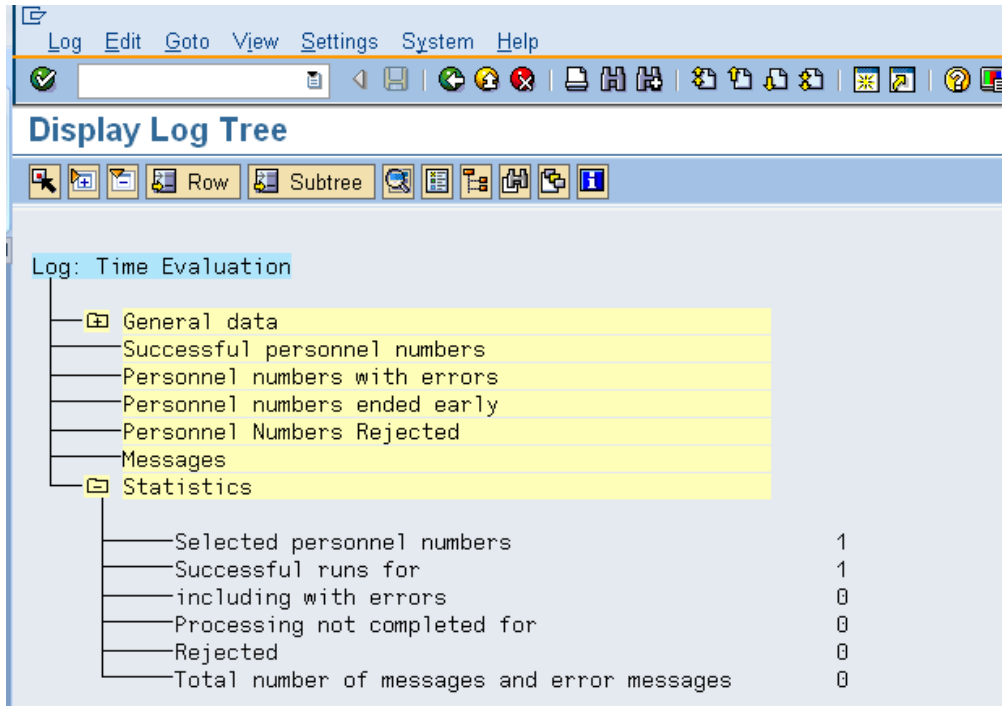 Log Edit Goto View Settings System Help
Display Log Tree
Row Subtree
Log: Time Evaluation
General data
Successful personnel numbers
Personnel numbers with errors
Personnel numbers ended early
Personnel Numbers Rejected
Messages
Statistics
Selected personnel numbers 1
Successful runs for 1
including with errors 0
Processing not completed for 0
Rejected 0
Total number of messages and error messages 0